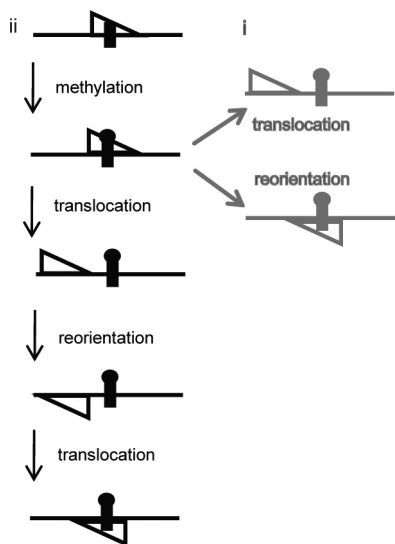 ii
methylation
translocation
reorientation
translocation
i
translocation
reorientation